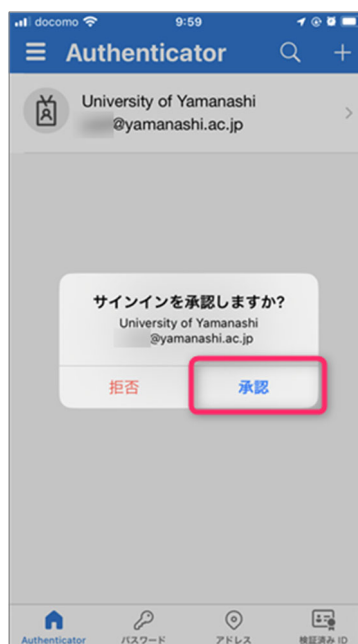 docomo 9:59
Authenticator
University of Yamanashi
@yamanashi.ac.jp
サインインを承認しますか?
University of Yamanashi
@yamanashi.ac.jp
拒否 承認
Authenticator パスワード アドレス 検証済み ID